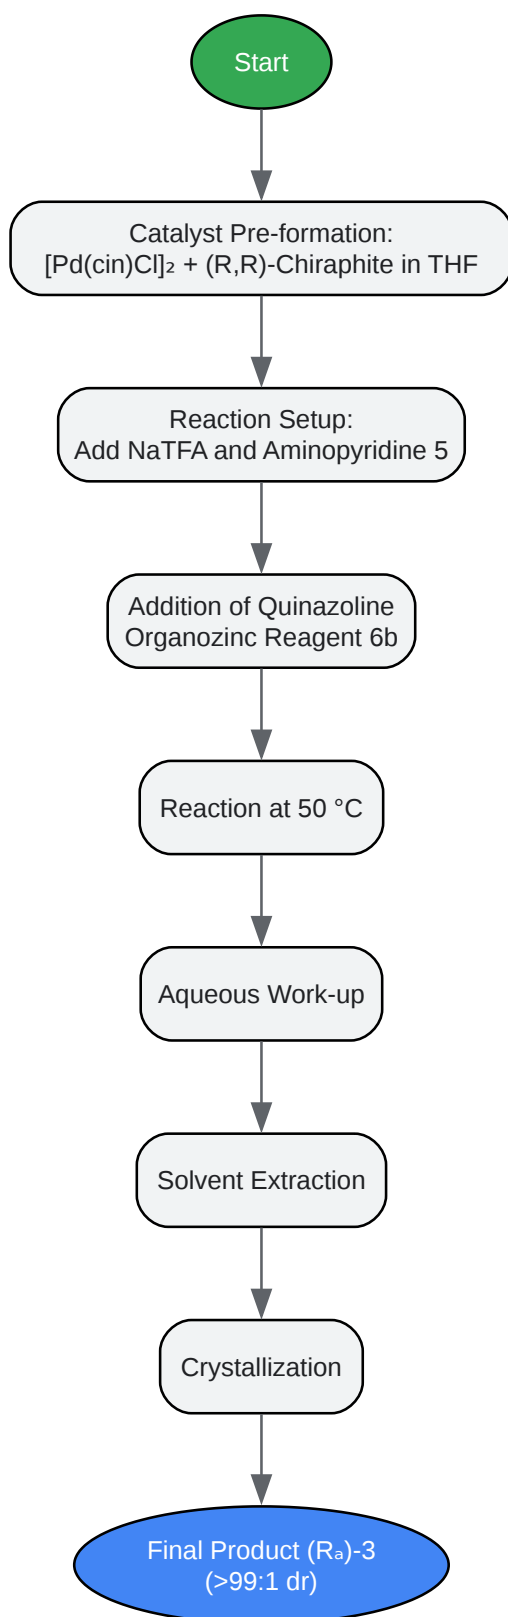 Start
Catalyst Pre-formation:
[Pd(cin)Cl]₂ + (R,R)-Chiraphite in THF
Reaction Setup:
Add NaTFA and Aminopyridine 5
Addition of Quinazoline
Organozinc Reagent 6b
Reaction at 50 °C
Aqueous Work-up
Solvent Extraction
Crystallization
Final Product (Rₐ)-3
(>99:1 dr)